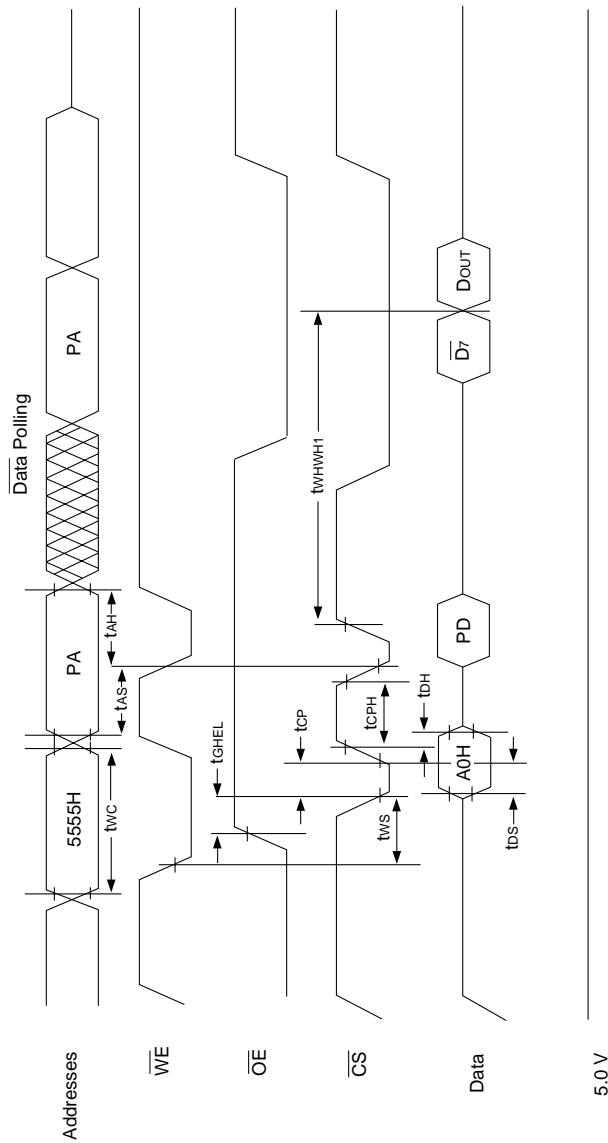 Data Polling
Addresses
5555H
PA
PA
tWC
tAS
tAH
WE
OE
tGHEL
CS
tWS
tCP
tCPH
tDH
tWHWH1
Data
A0H
PD
D7
DOUT
tDS
5.0 V